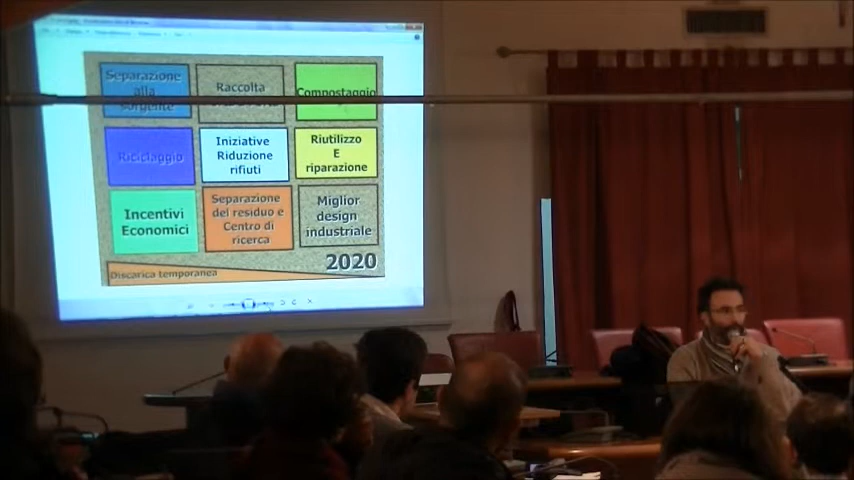 Separazione
alla
sorgente
Raccolta
Compostaggio
Riciclaggio
Iniziative
Riduzione
rifiuti
Riutilizzo
E
riparazione
Incentivi
Economici
Separazione
del residuo e
Centro di
ricerca
Miglior
design
industriale
2020
Discarica temporanea